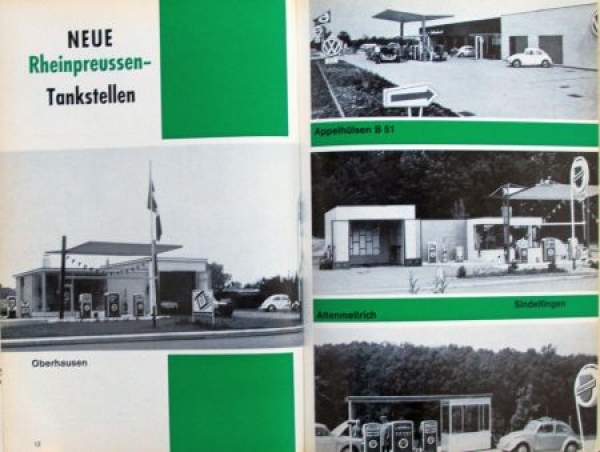 NEUE
Rheinpreussen-
Tankstellen
Oberhausen
12
Appelhülsen B 51
Sindelfingen
Altenmellrich